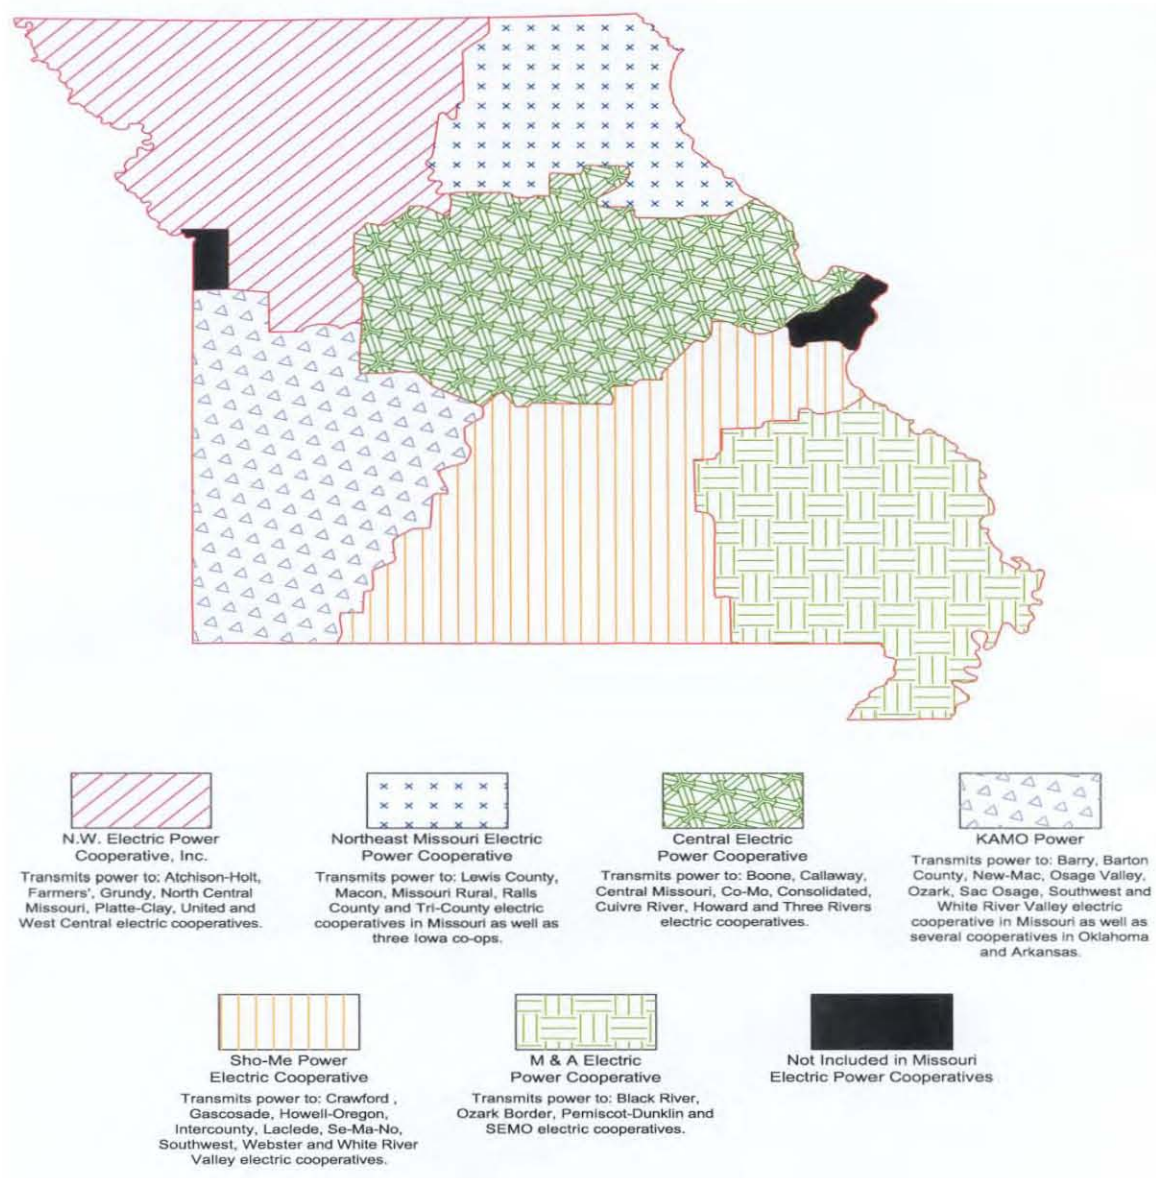 N.W. Electric Power
Cooperative, Inc.
Transmits power to: Atchison-Holt,
Farmers', Grundy, North Central
Missouri, Platte-Clay, United and
West Central electric cooperatives.
Northeast Missouri Electric
Power Cooperative
Transmits power to: Lewis County,
Macon, Missouri Rural, Ralls
County and Tri-County electric
cooperatives in Missouri as well as
three Iowa co-ops.
Central Electric
Power Cooperative
Transmits power to: Boone, Callaway,
Central Missouri, Co-Mo, Consolidated,
Cuivre River, Howard and Three Rivers
electric cooperatives.
KAMO Power
Transmits power to: Barry, Barton
County, New-Mac, Osage Valley,
Ozark, Sac Osage, Southwest and
White River Valley electric
cooperative in Missouri as well as
several cooperatives in Oklahoma
and Arkansas.
Sho-Me Power
Electric Cooperative
Transmits power to: Crawford ,
Gascosade, Howell-Oregon,
Intercounty, Laclede, Se-Ma-No,
Southwest, Webster and White River
Valley electric cooperatives.
M & A Electric
Power Cooperative
Transmits power to: Black River,
Ozark Border, Pemiscot-Dunklin and
SEMO electric cooperatives.
Not Included in Missouri
Electric Power Cooperatives